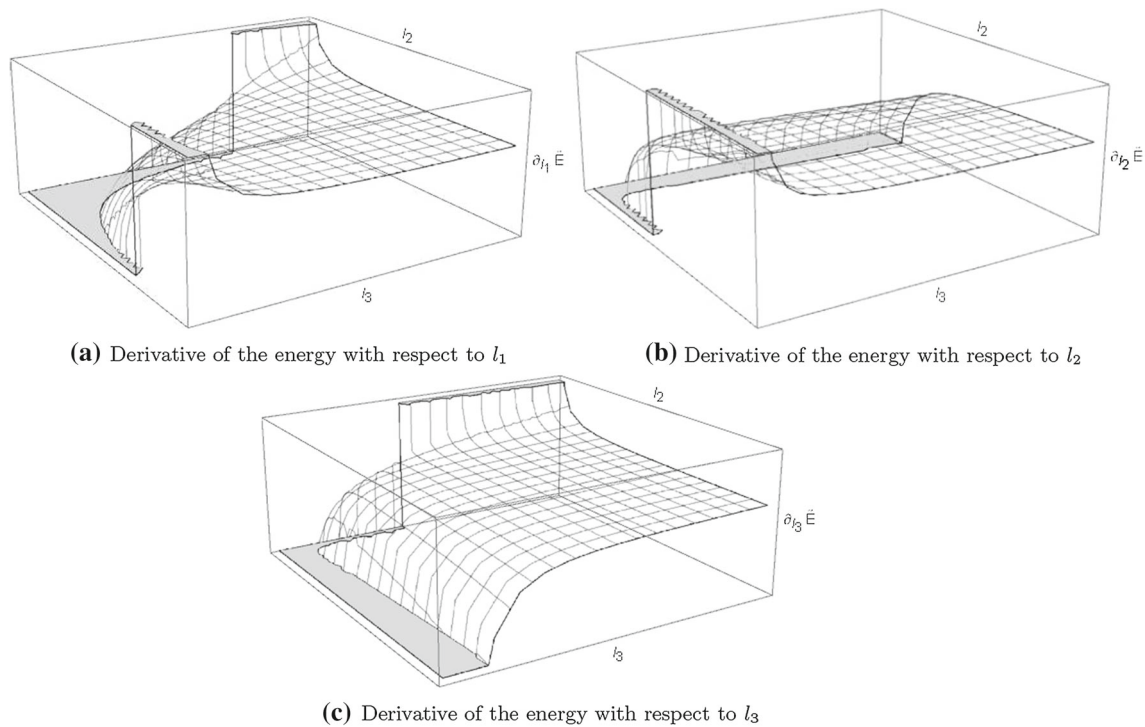 l₂
l₂
∂l₁ Ë
∂l₂ Ë
l₃
l₃
(a) Derivative of the energy with respect to l₁
(b) Derivative of the energy with respect to l₂
l₂
∂l₃ Ë
l₃
(c) Derivative of the energy with respect to l₃